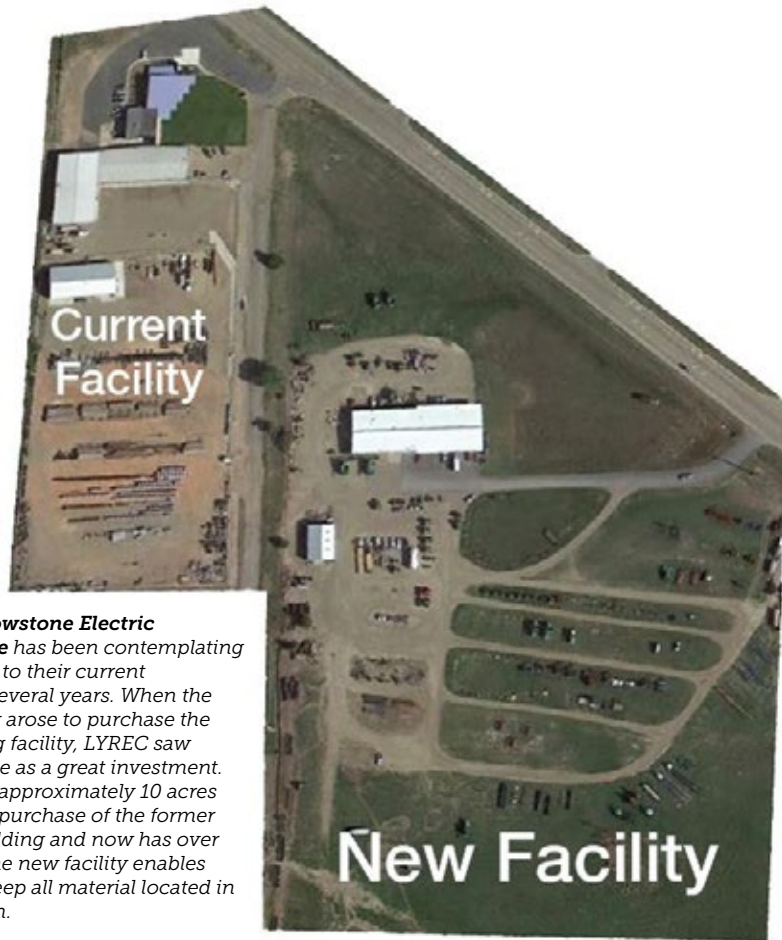 Current
Facility
wstone Electric
e has been contemplating
to their current
everal years. When the
arose to purchase the
g facility, LYREC saw
e as a great investment.
approximately 10 acres
purchase of the former
lding and now has over
e new facility enables
eep all material located in
n.
New Facility